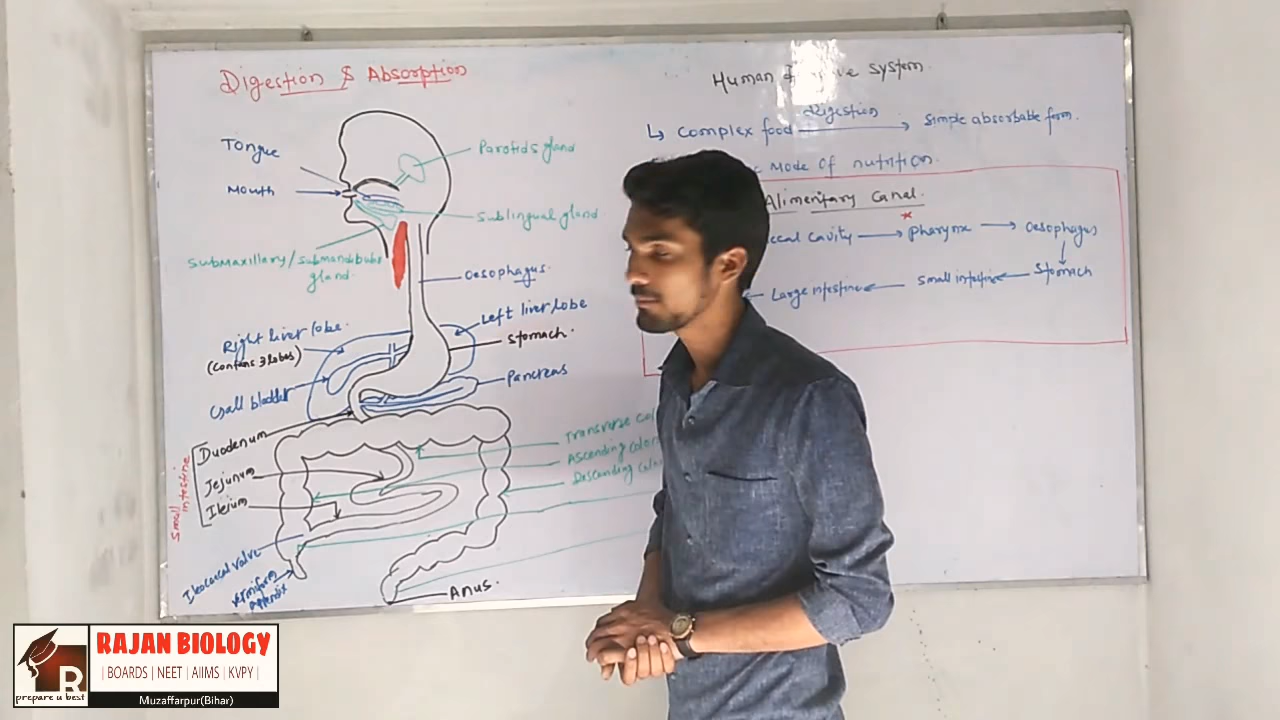 Digestion & Absorption
Tongue
Mouth
Parotids gland
Sublingual gland
Submaxillary/submandibular
gland
oesophagus
Right liver lobe
(contains 3 lobes)
Left liver lobe
Stomach
Gall bladder
Pancreas
Duodenum
Jejunum
Ileium
Small
intestine
Transverse
Ascending colon
Descending
Ileocaecal valve
Vermiform
Appendix
Anus
Human system
↳ Complex food digestion → Simple absorbable form.
Mode of nutrition
Alimentary Canal
*
cavity → pharynx → oesophagus
↓
← Large intestine ← small intestine ← Stomach
R
prepare u best
RAJAN BIOLOGY
| BOARDS | NEET | AIIMS | KVPY |
Muzaffarpur(Bihar)